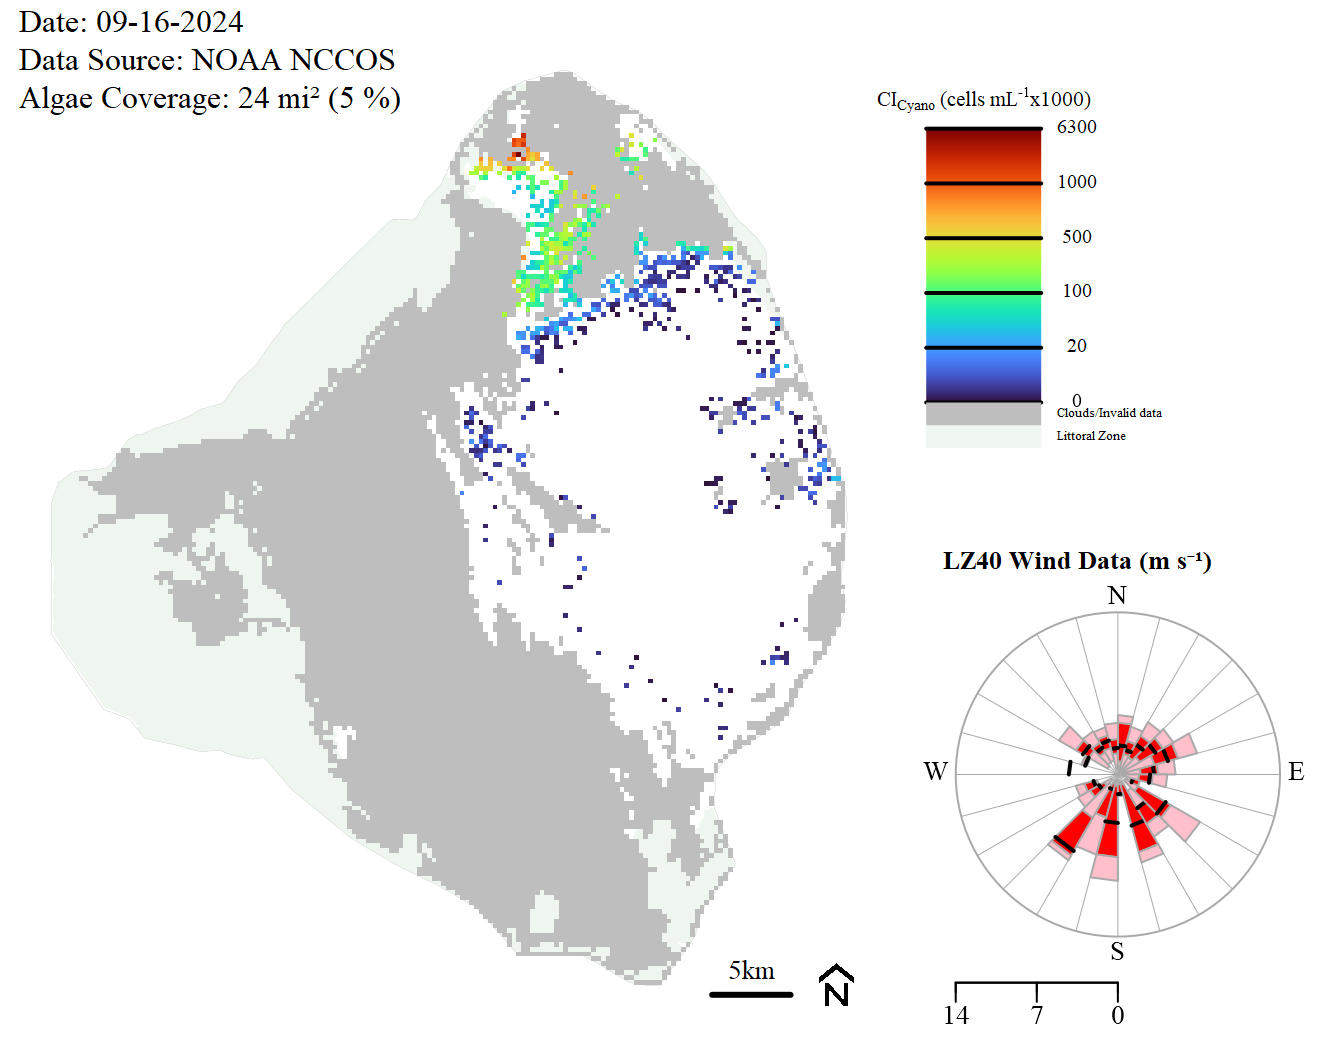 Date: 09-16-2024
Data Source: NOAA NCCOS
Algae Coverage: 24 mi² (5 %)
CI_Cyano (cells mL⁻¹x1000)
6300
1000
500
100
20
0
Clouds/Invalid data
Littoral Zone
LZ40 Wind Data (m s⁻¹)
N
W
E
S
5km
N
14 7 0